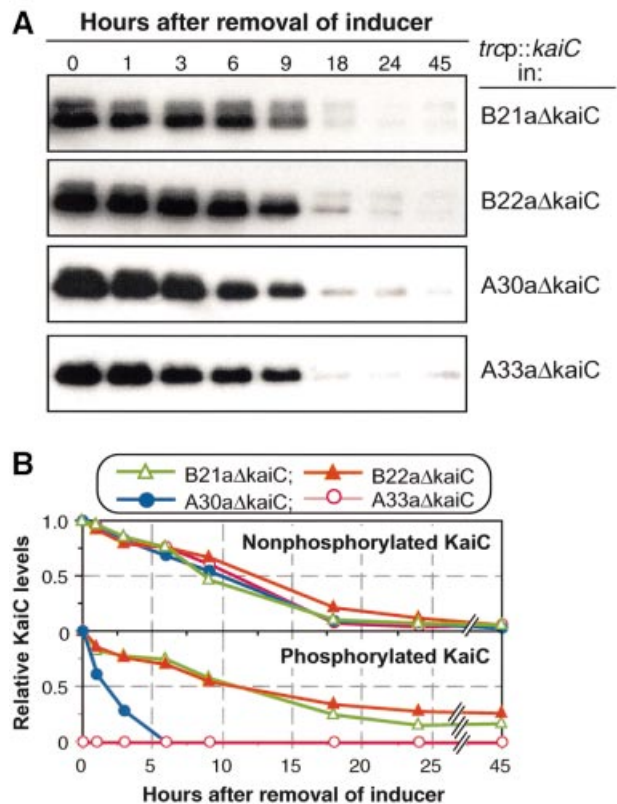 A
Hours after removal of inducer
0 1 3 6 9 18 24 45
trcp::kaiC
in:
B21aΔkaiC
B22aΔkaiC
A30aΔkaiC
A33aΔkaiC
B
B21aΔkaiC; B22aΔkaiC
A30aΔkaiC; A33aΔkaiC
Relative KaiC levels
1.0
Nonphosphorylated KaiC
0.5
0
Phosphorylated KaiC
0.5
0
0 5 10 15 20 25 45
Hours after removal of inducer